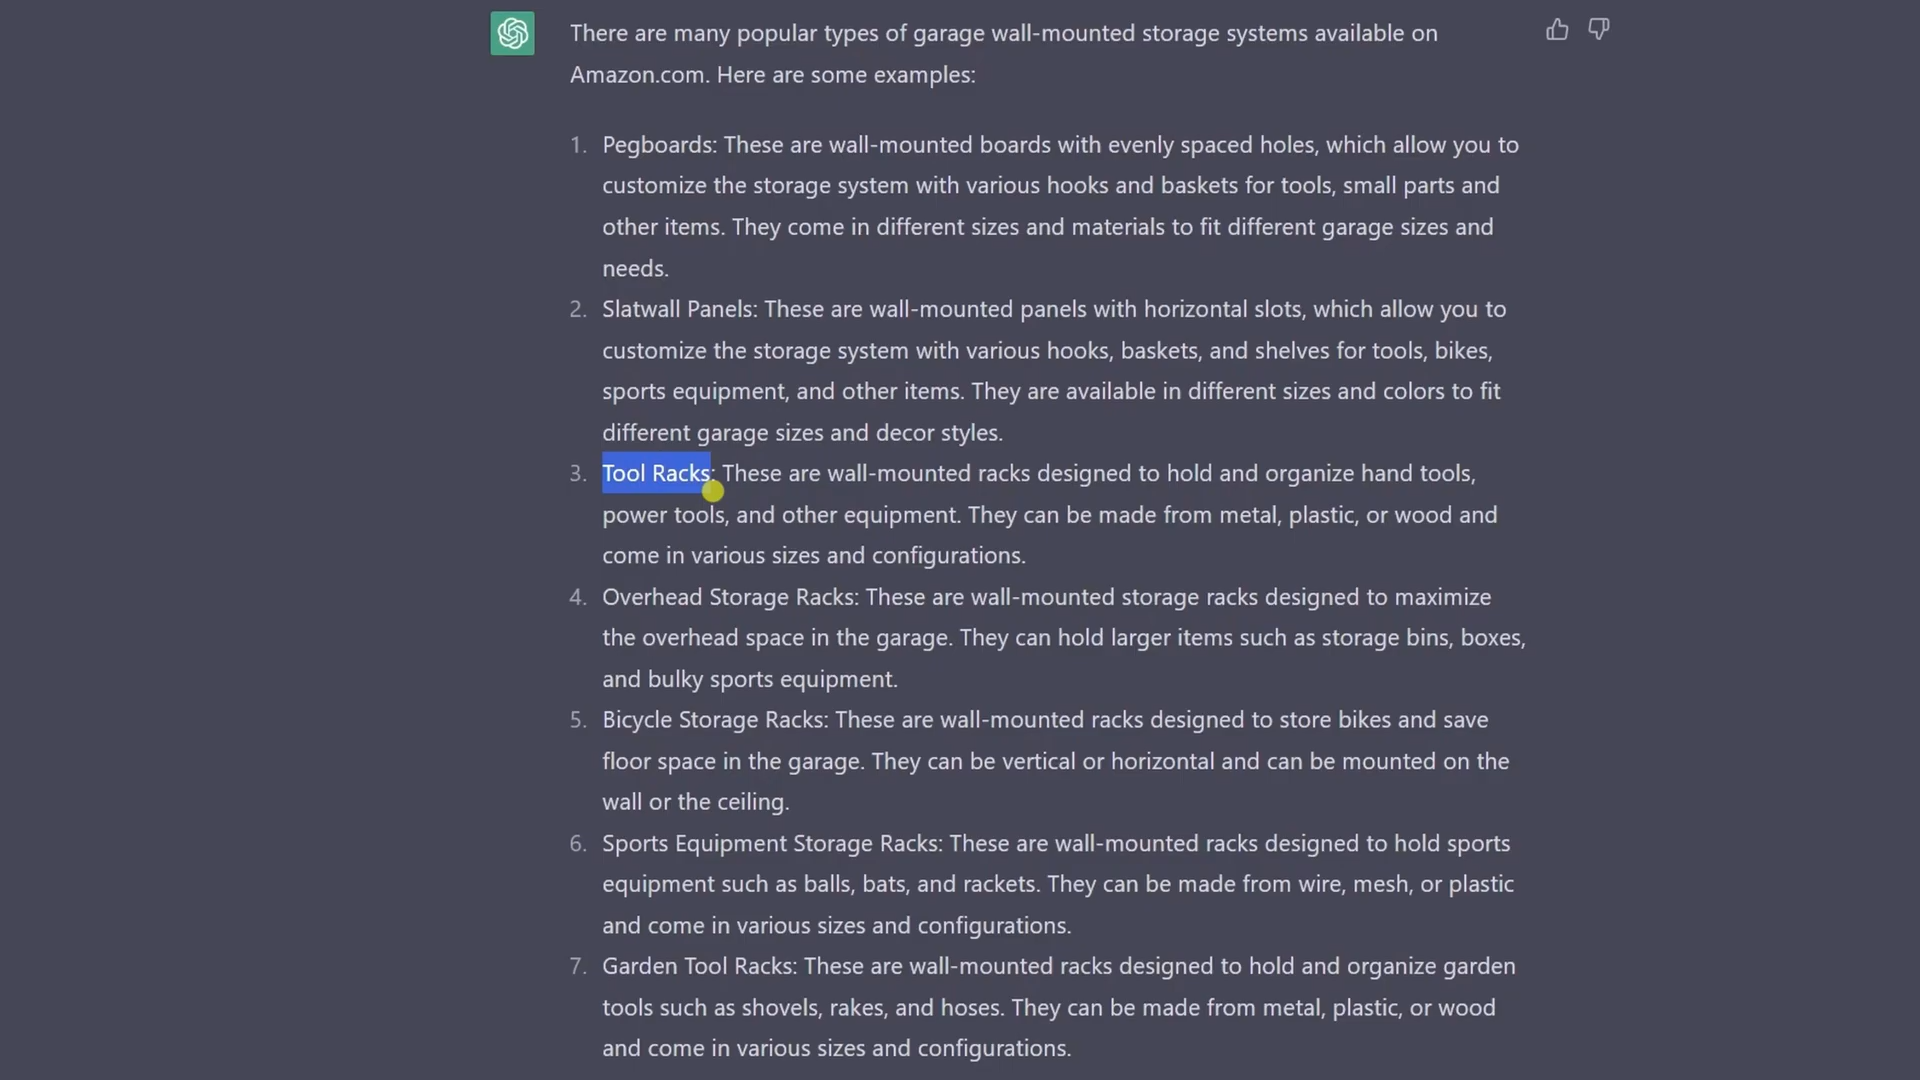 There are many popular types of garage wall-mounted storage systems available on
Amazon.com. Here are some examples:
1. Pegboards: These are wall-mounted boards with evenly spaced holes, which allow you to
customize the storage system with various hooks and baskets for tools, small parts and
other items. They come in different sizes and materials to fit different garage sizes and
needs.
2. Slatwall Panels: These are wall-mounted panels with horizontal slots, which allow you to
customize the storage system with various hooks, baskets, and shelves for tools, bikes,
sports equipment, and other items. They are available in different sizes and colors to fit
different garage sizes and decor styles.
3. Tool Racks: These are wall-mounted racks designed to hold and organize hand tools,
power tools, and other equipment. They can be made from metal, plastic, or wood and
come in various sizes and configurations.
4. Overhead Storage Racks: These are wall-mounted storage racks designed to maximize
the overhead space in the garage. They can hold larger items such as storage bins, boxes,
and bulky sports equipment.
5. Bicycle Storage Racks: These are wall-mounted racks designed to store bikes and save
floor space in the garage. They can be vertical or horizontal and can be mounted on the
wall or the ceiling.
6. Sports Equipment Storage Racks: These are wall-mounted racks designed to hold sports
equipment such as balls, bats, and rackets. They can be made from wire, mesh, or plastic
and come in various sizes and configurations.
7. Garden Tool Racks: These are wall-mounted racks designed to hold and organize garden
tools such as shovels, rakes, and hoses. They can be made from metal, plastic, or wood
and come in various sizes and configurations.